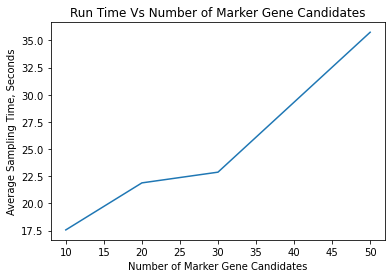 Run Time Vs Number of Marker Gene Candidates
Average Sampling Time, Seconds
35.0
32.5
30.0
27.5
25.0
22.5
20.0
17.5
10 15 20 25 30 35 40 45 50
Number of Marker Gene Candidates